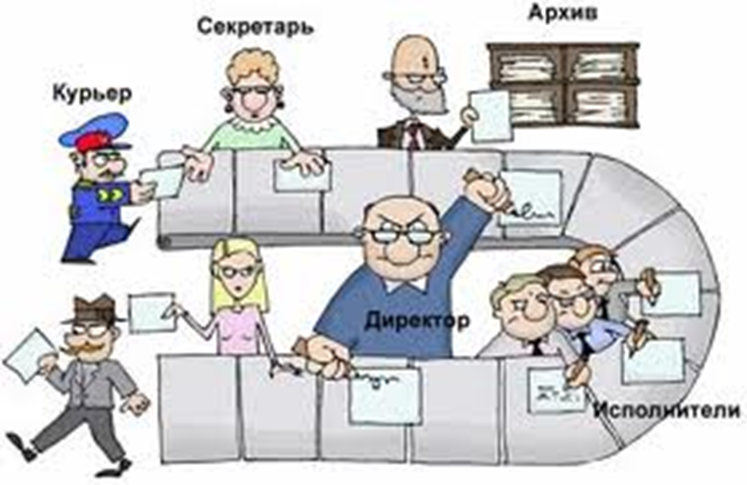 Архив
Секретарь
Курьер
Директор
Исполнители